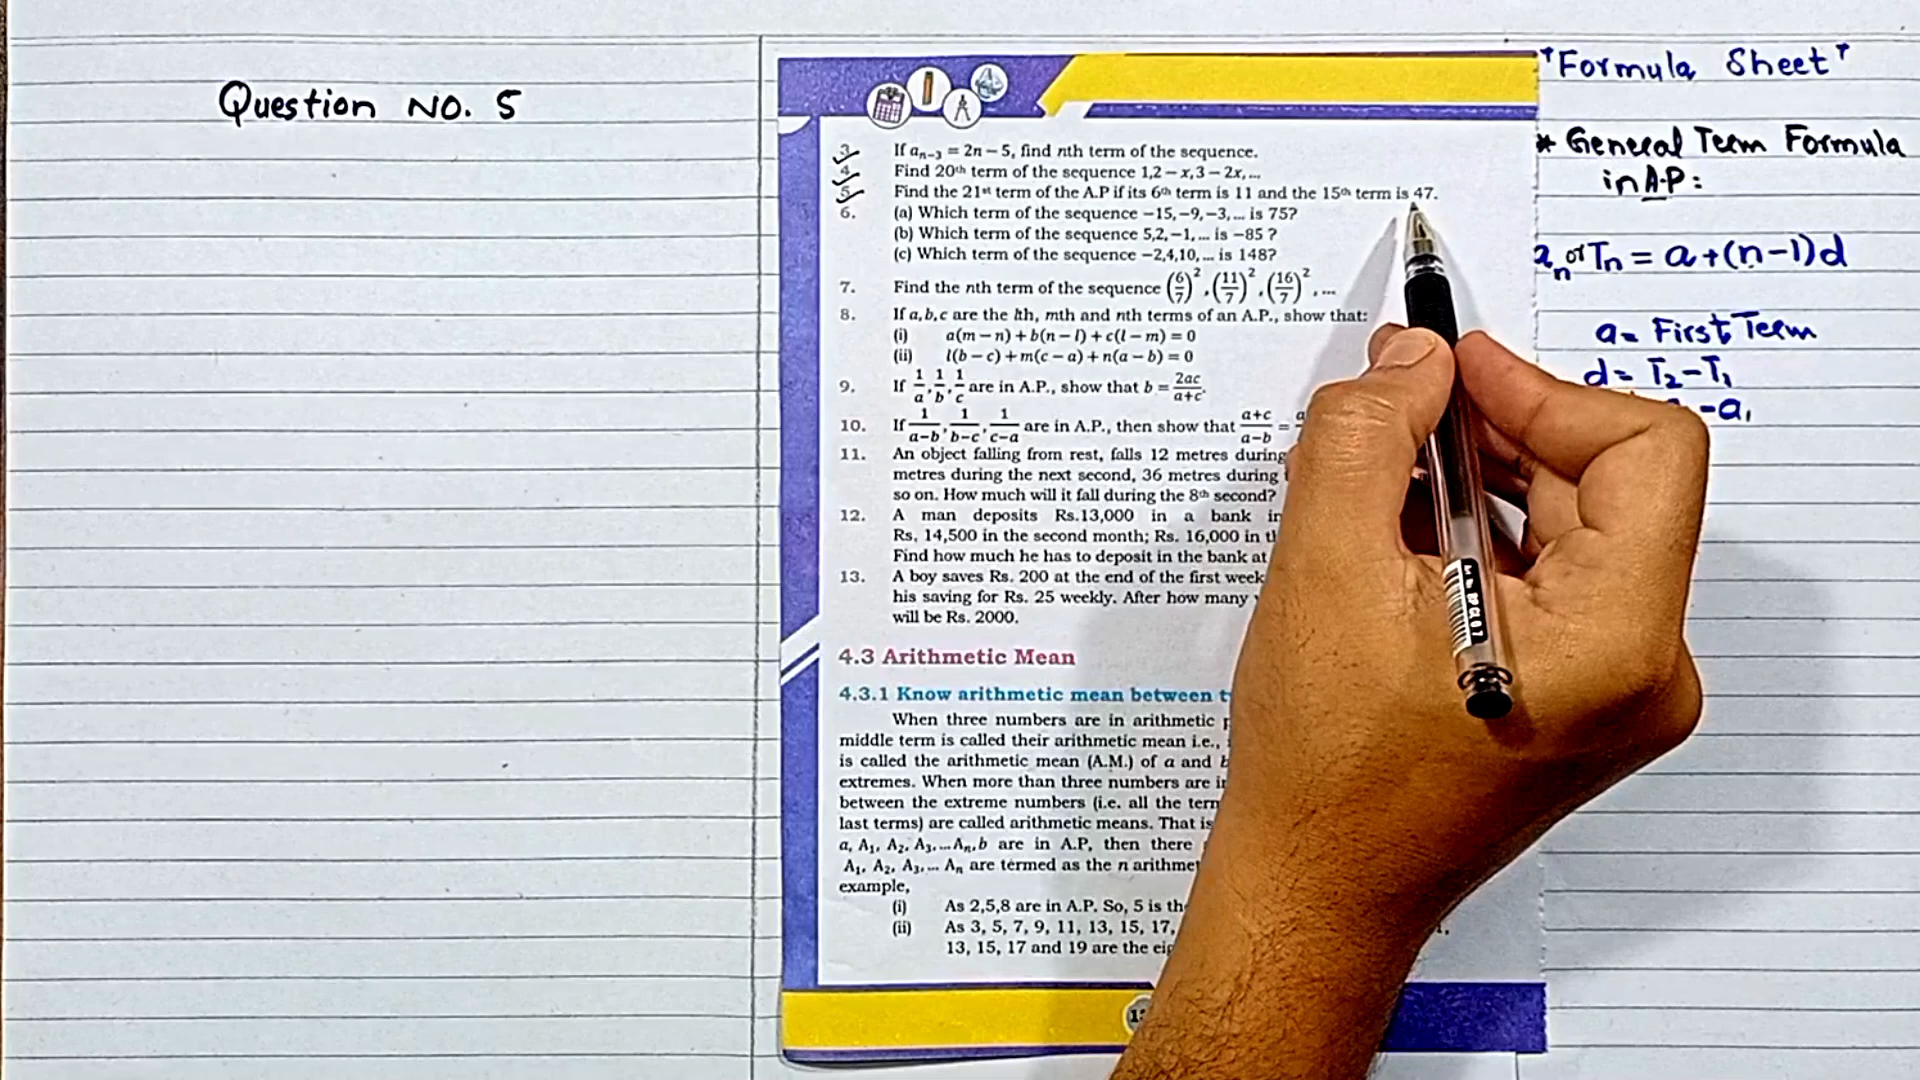 Question NO. 5
3. If aₙ₋₃ = 2n − 5, find nth term of the sequence.
4. Find 20th term of the sequence 1,2 − x, 3 − 2x, ...
5. Find the 21st term of the A.P if its 6th term is 11 and the 15th term is 47.
6. (a) Which term of the sequence −15, −9, −3, ... is 75?
(b) Which term of the sequence 5,2, −1, ... is −85 ?
(c) Which term of the sequence −2,4,10, ... is 148?
7. Find the nth term of the sequence (6/7)², (11/7)², (16/7)², ...
8. If a, b, c are the lth, mth and nth terms of an A.P., show that:
(i) a(m − n) + b(n − l) + c(l − m) = 0
(ii) l(b − c) + m(c − a) + n(a − b) = 0
9. If 1/a, 1/b, 1/c are in A.P., show that b = 2ac/a+c.
10. If 1/a−b, 1/b−c, 1/c−a are in A.P., then show that a+c/a−b =
11. An object falling from rest, falls 12 metres during
metres during the next second, 36 metres during
so on. How much will it fall during the 8th second?
12. A man deposits Rs.13,000 in a bank in
Rs. 14,500 in the second month; Rs. 16,000 in
Find how much he has to deposit in the bank at
13. A boy saves Rs. 200 at the end of the first week
his saving for Rs. 25 weekly. After how many
will be Rs. 2000.
4.3 Arithmetic Mean
4.3.1 Know arithmetic mean between
When three numbers are in arithmetic
middle term is called their arithmetic mean i.e.,
is called the arithmetic mean (A.M.) of a and b
extremes. When more than three numbers are in
between the extreme numbers (i.e. all the
last terms) are called arithmetic means. That is
a, A₁, A₂, A₃, ... Aₙ, b are in A.P, then there
A₁, A₂, A₃, ... Aₙ are termed as the n
example,
(i) As 2,5,8 are in A.P. So, 5 is
(ii) As 3, 5, 7, 9, 11, 13, 15, 17,
13, 15, 17 and 19 are the
"Formula Sheet"
* General Term Formula
in A.P:
aₙ or Tₙ = a + (n−1)d
a = First Term
d = T₂ − T₁
− a₁